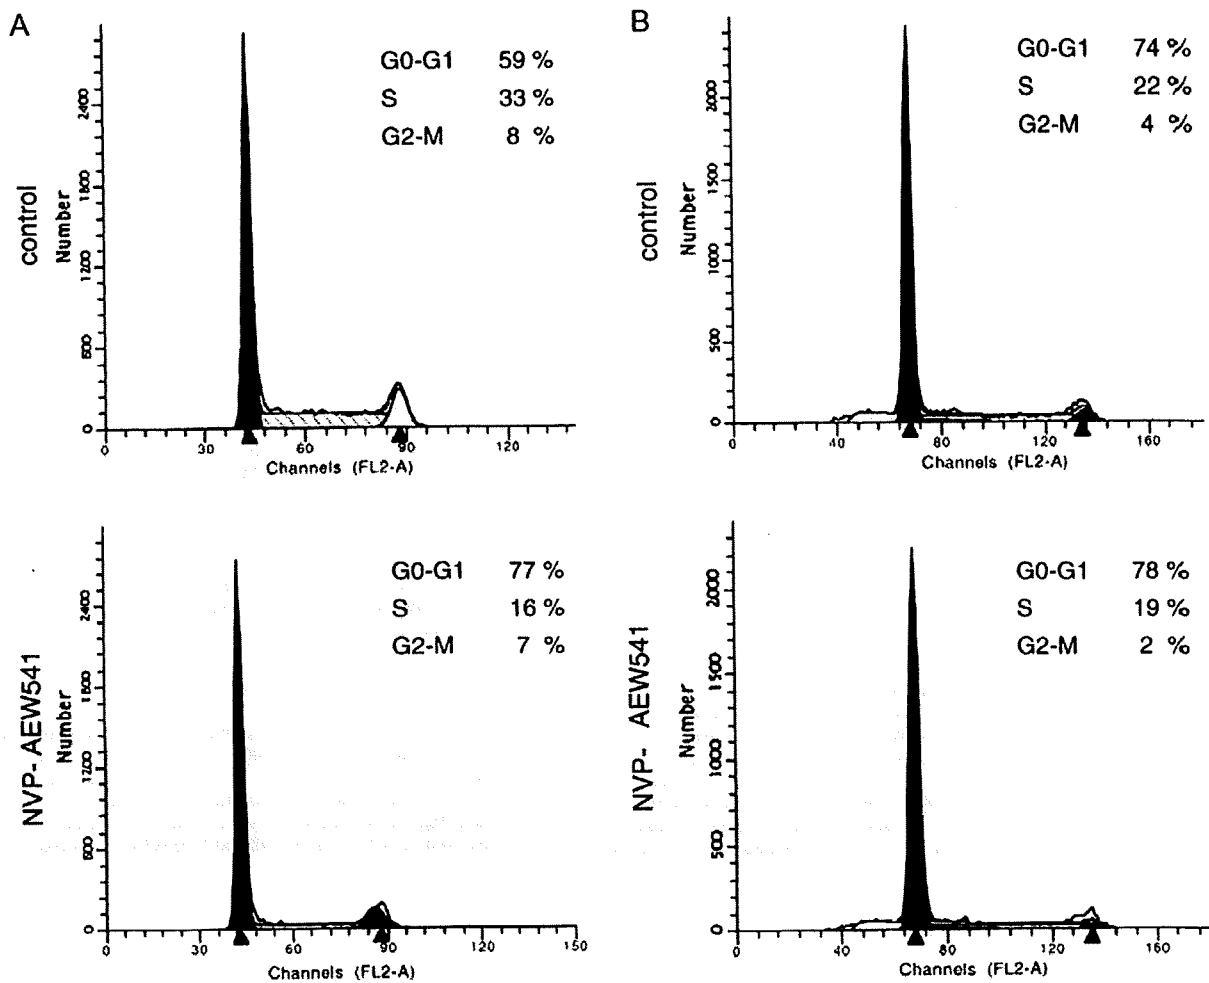 A
control
G0-G1 59 %
S 33 %
G2-M 8 %
Number
2400
1800
1200
600
0
0 30 60 90 120
Channels (FL2-A)
B
control
G0-G1 74 %
S 22 %
G2-M 4 %
Number
2000
1500
1000
500
0
0 40 80 120 160
Channels (FL2-A)
NVP- AEW541
G0-G1 77 %
S 16 %
G2-M 7 %
Number
2400
1800
1200
600
0
0 30 60 90 120 150
Channels (FL2-A)
NVP- AEW541
G0-G1 78 %
S 19 %
G2-M 2 %
Number
2000
1500
1000
500
0
0 40 80 120 160
Channels (FL2-A)